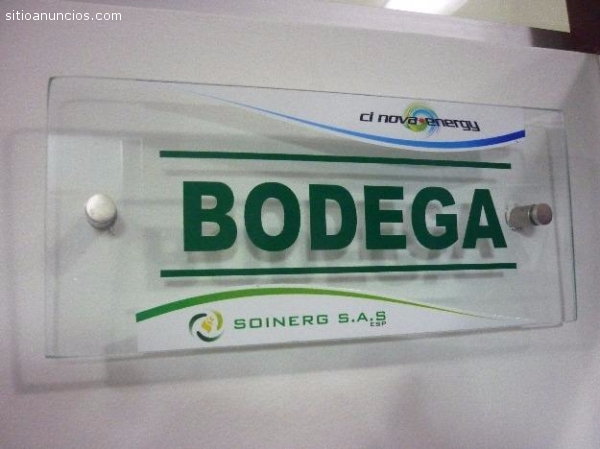 sitioanuncios.com
ci nova energy
BODEGA
SOINERG S.A.S
ESP